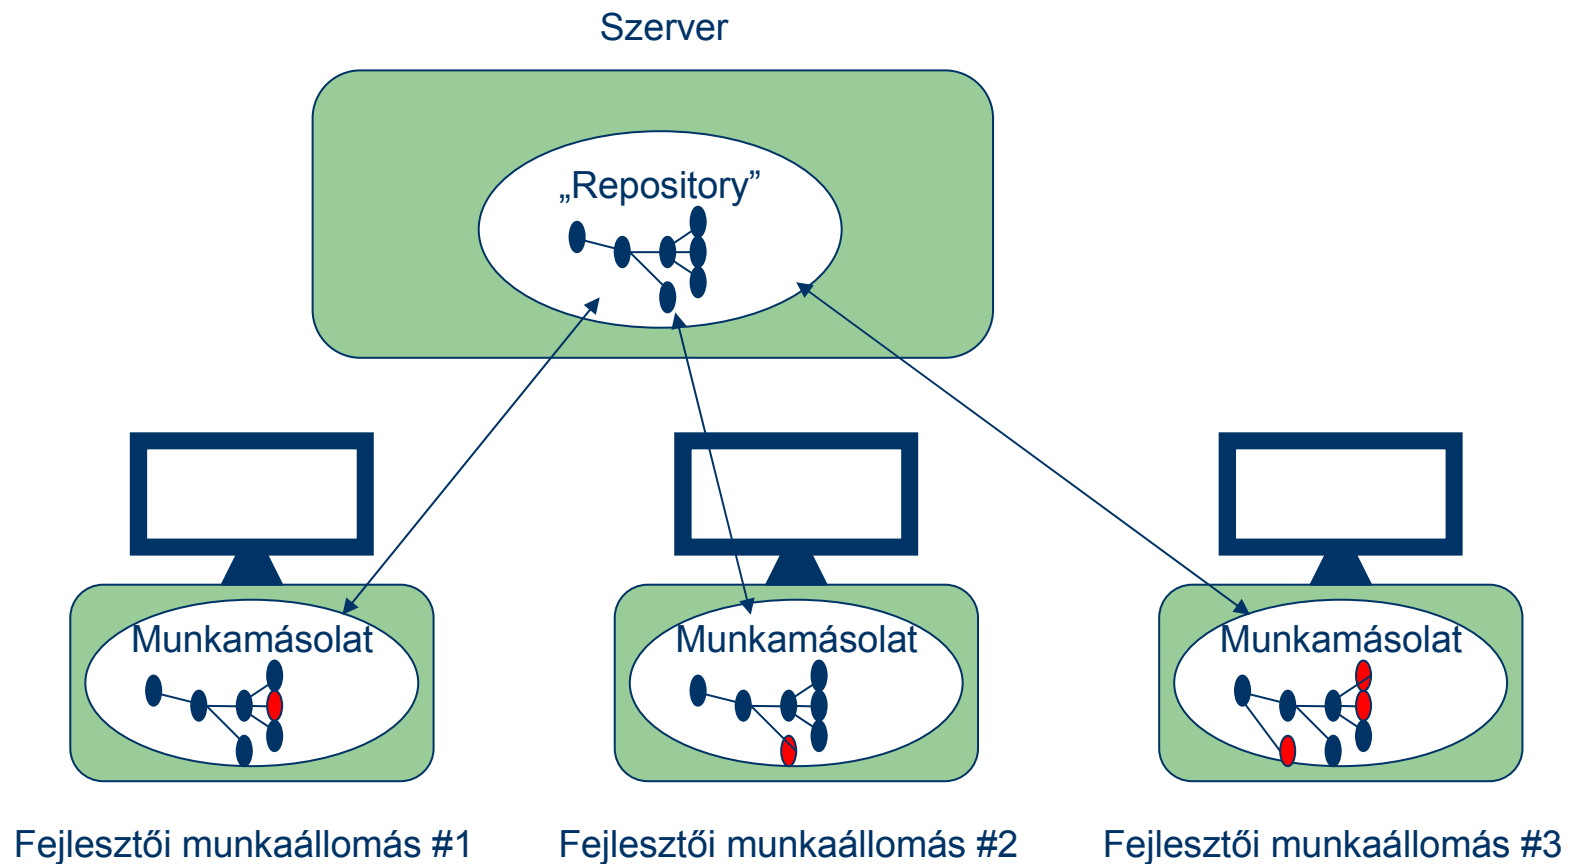 Szerver
„Repository”
Munkamásolat
Munkamásolat
Munkamásolat
Fejlesztői munkaállomás #1
Fejlesztői munkaállomás #2
Fejlesztői munkaállomás #3